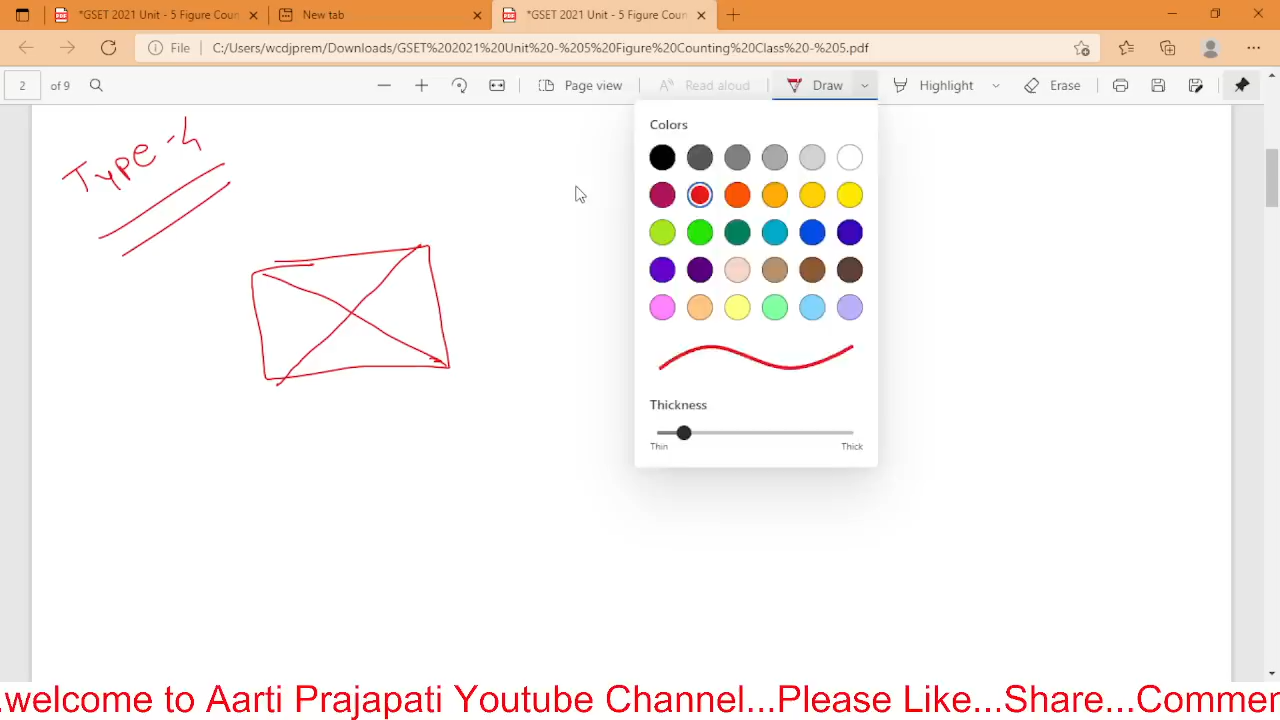 *GSET 2021 Unit - 5 Figure Coun
New tab
*GSET 2021 Unit - 5 Figure Coun
File
C:/Users/wcdjprem/Downloads/GSET%202021%20Unit%20-%205%20Figure%20Counting%20Class%20-%205.pdf
2 of 9
Page view
Read aloud
Draw
Highlight
Erase
Type-4
Colors
Thickness
Thin Thick
..welcome to Aarti Prajapati Youtube Channel...Please Like...Share...Commer